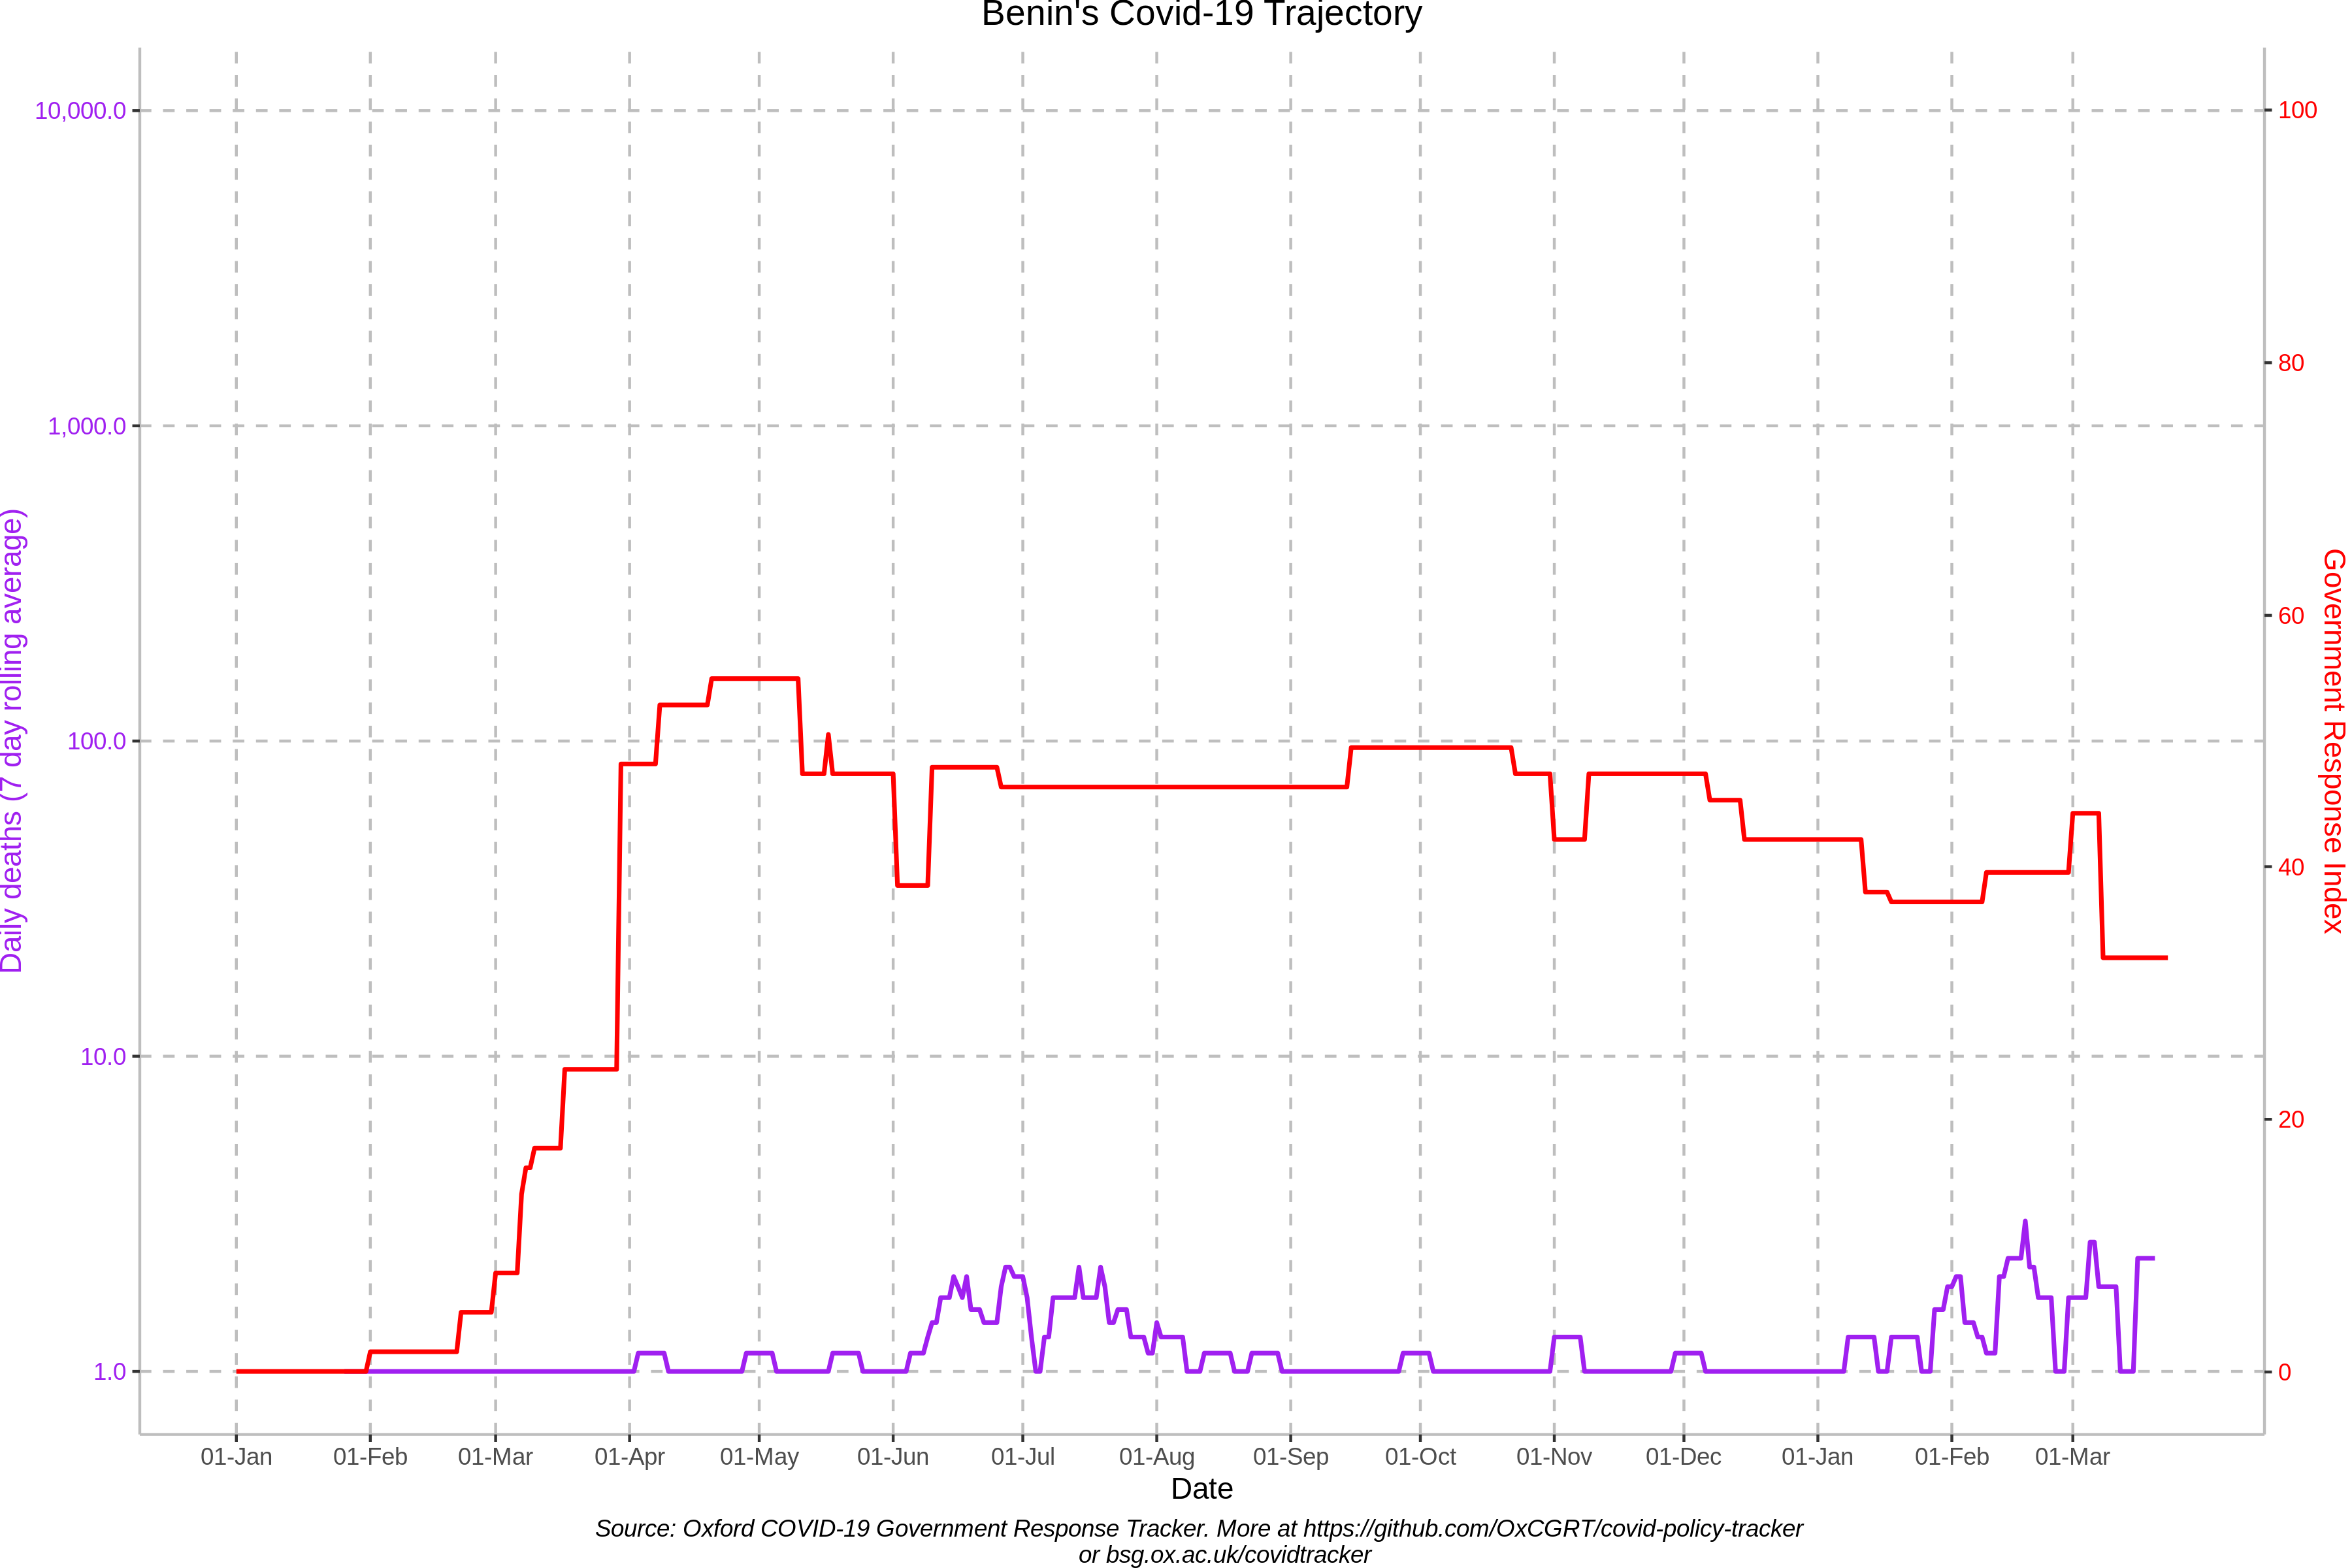 Benin's Covid-19 Trajectory
10,000.0
1,000.0
100.0
10.0
1.0
Daily deaths (7 day rolling average)
100
80
60
40
20
0
Government Response Index
01-Jan 01-Feb 01-Mar 01-Apr 01-May 01-Jun 01-Jul 01-Aug 01-Sep 01-Oct 01-Nov 01-Dec 01-Jan 01-Feb 01-Mar
Date
Source: Oxford COVID-19 Government Response Tracker. More at https://github.com/OxCGRT/covid-policy-tracker
or bsg.ox.ac.uk/covidtracker